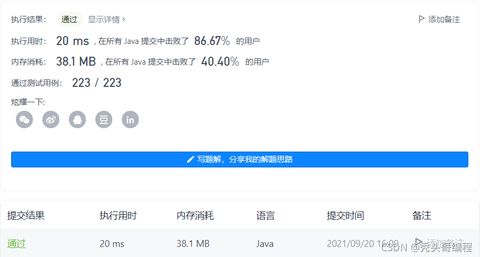 执行结果： 通过 显示详情 › 添加备注
执行用时： 20 ms , 在所有 Java 提交中击败了 86.67% 的用户
内存消耗： 38.1 MB , 在所有 Java 提交中击败了 40.40% 的用户
通过测试用例： 223 / 223
炫耀一下:
豆 in
写题解，分享我的解题思路
提交结果 执行用时 内存消耗 语言 提交时间 备注
通过 20 ms 38.1 MB Java 2021/09/20 16:08 添加备注
CSDN @秃头哥编程